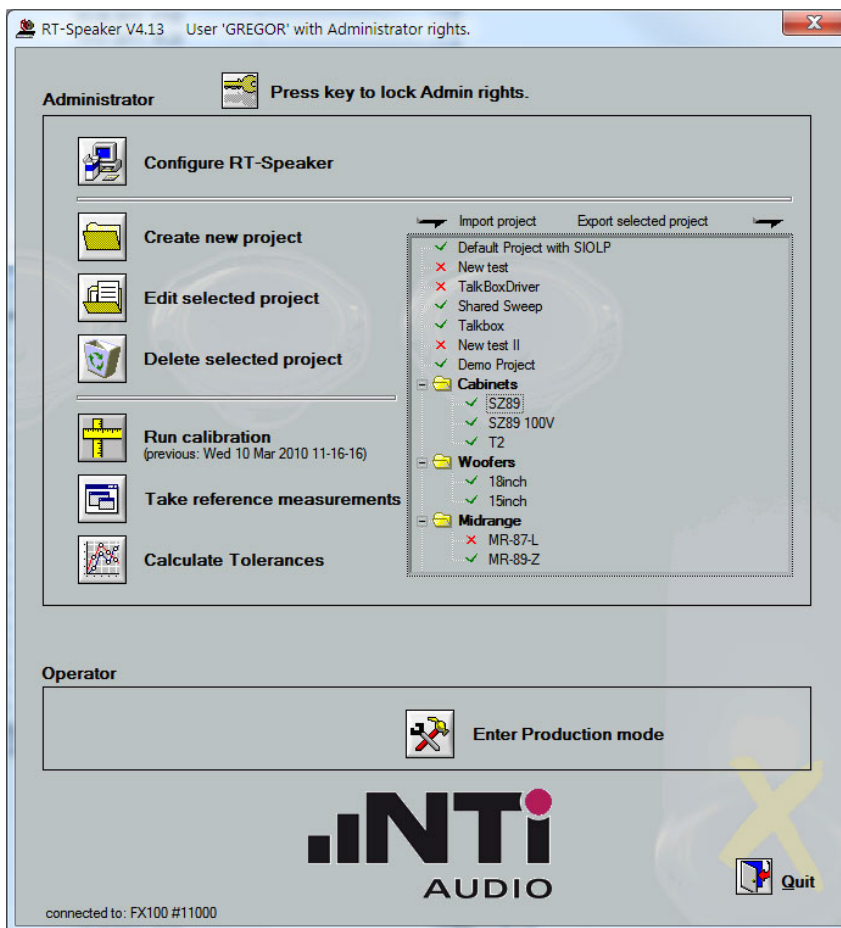 RT-Speaker V4.13 User 'GREGOR' with Administrator rights.
Administrator
Press key to lock Admin rights.
Configure RT-Speaker
Import project Export selected project
Create new project
Edit selected project
Delete selected project
Run calibration
(previous: Wed 10 Mar 2010 11-16-16)
Take reference measurements
Calculate Tolerances
Default Project with SIOLP
New test
TalkBoxDriver
Shared Sweep
Talkbox
New test II
Demo Project
Cabinets
SZ89
SZ89 100V
T2
Woofers
18inch
15inch
Midrange
MR-87-L
MR-89-Z
Operator
Enter Production mode
NTi
AUDIO
Quit
connected to: FX100 #11000